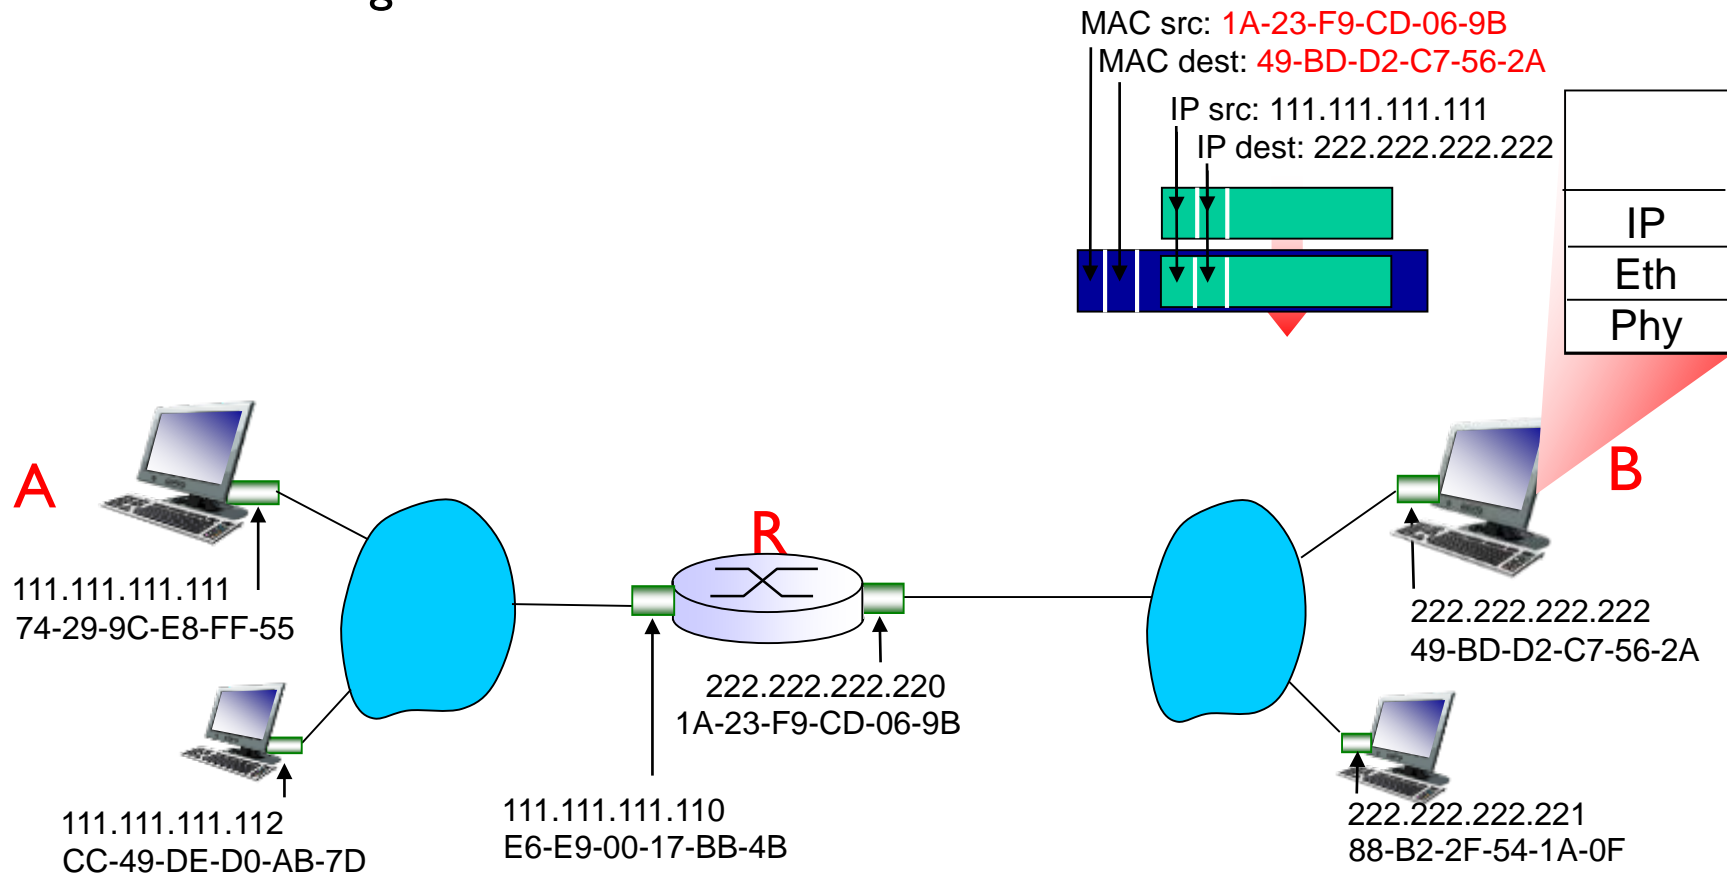 MAC src: 1A-23-F9-CD-06-9B
MAC dest: 49-BD-D2-C7-56-2A
IP src: 111.111.111.111
IP dest: 222.222.222.222
IP
Eth
Phy
A
R
B
111.111.111.111
74-29-9C-E8-FF-55
222.222.222.222
49-BD-D2-C7-56-2A
222.222.222.220
1A-23-F9-CD-06-9B
111.111.111.112
CC-49-DE-D0-AB-7D
111.111.111.110
E6-E9-00-17-BB-4B
222.222.222.221
88-B2-2F-54-1A-0F